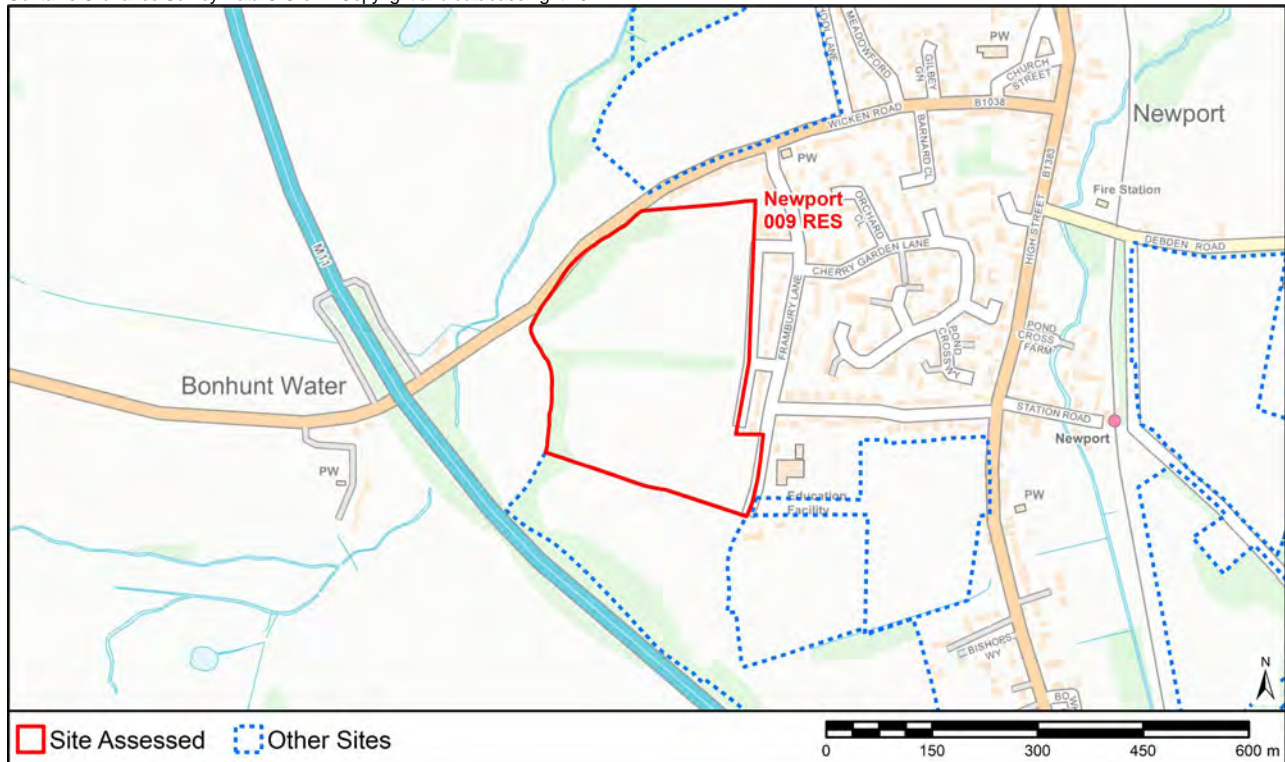 HOOL LANE
MEADOWFORD
GILBEY
GN
PW
CHURCH
STREET
WICKEN ROAD
B1038
BARNARD CL
Newport
PW
B1383
Fire Station
Newport
009 RES
ORCHARD
CL
HIGH STREET
DEBDEN ROAD
CHERRY GARDEN LANE
M11
FRAMBURY LANE
POND
CROSS
FARM
POND
CROSS
Bonhunt Water
STATION ROAD
Newport
PW
Education
Facility
PW
BISHOPS
WY
N
Site Assessed
Other Sites
0
150
300
450
600 m